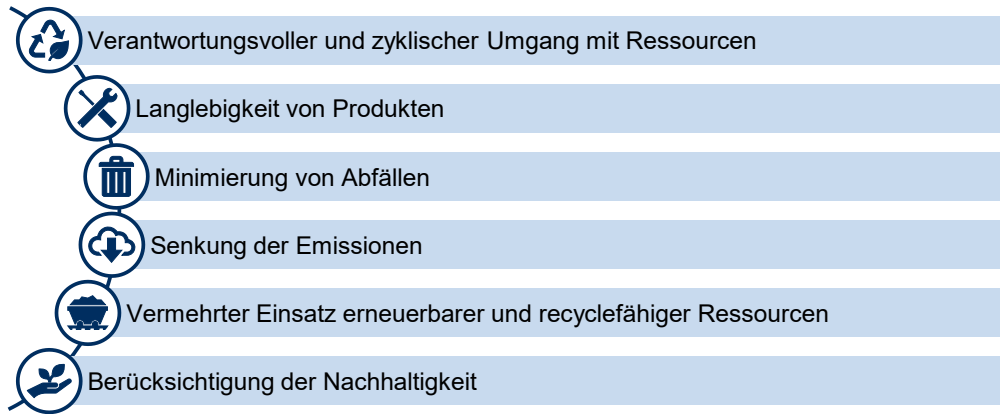 Verantwortungsvoller und zyklischer Umgang mit Ressourcen
Langlebigkeit von Produkten
Minimierung von Abfällen
Senkung der Emissionen
Vermehrter Einsatz erneuerbarer und recyclefähiger Ressourcen
Berücksichtigung der Nachhaltigkeit